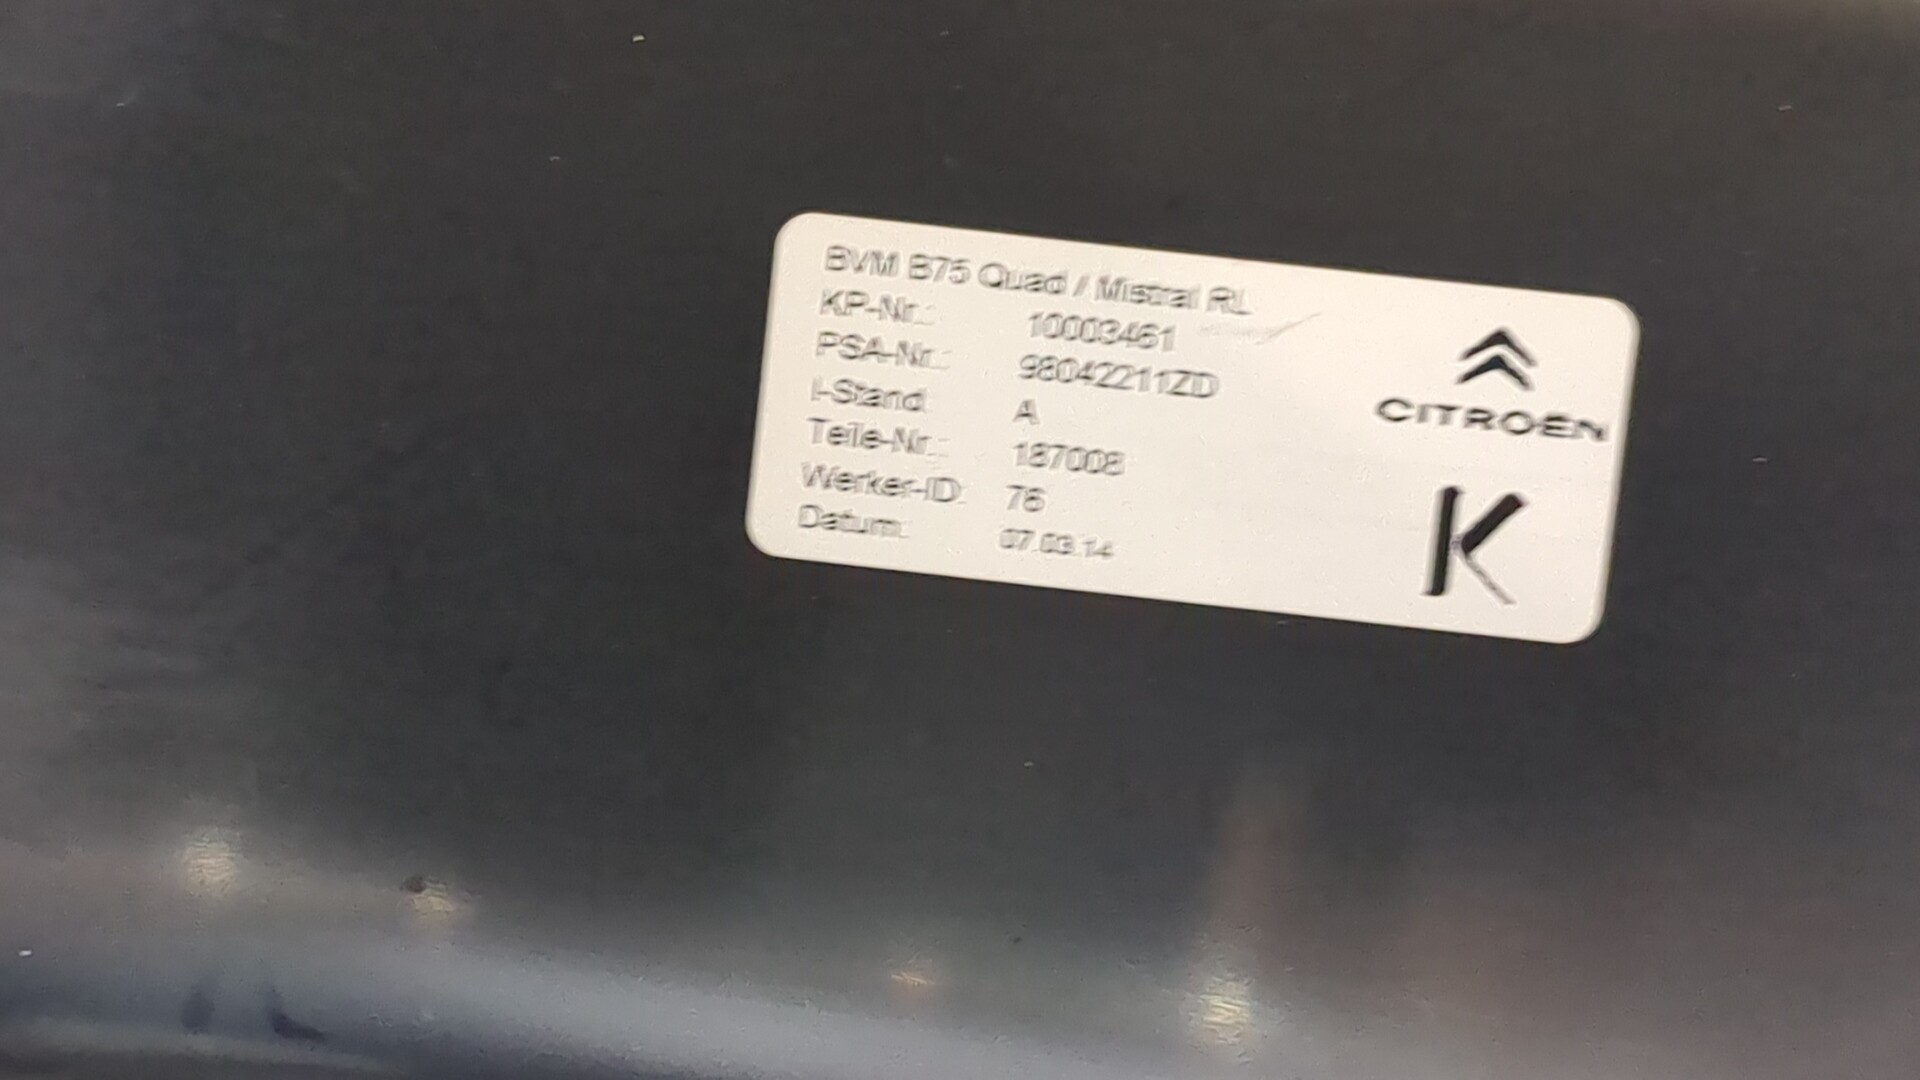 BVM B75 Quad / Mistral RL
KP-Nr.: 10003461
PSA-Nr.: 98042211ZD
I-Stand: A
Teile-Nr.: 187008
Werker-ID: 76
Datum: 07.03.14
CITROËN
K